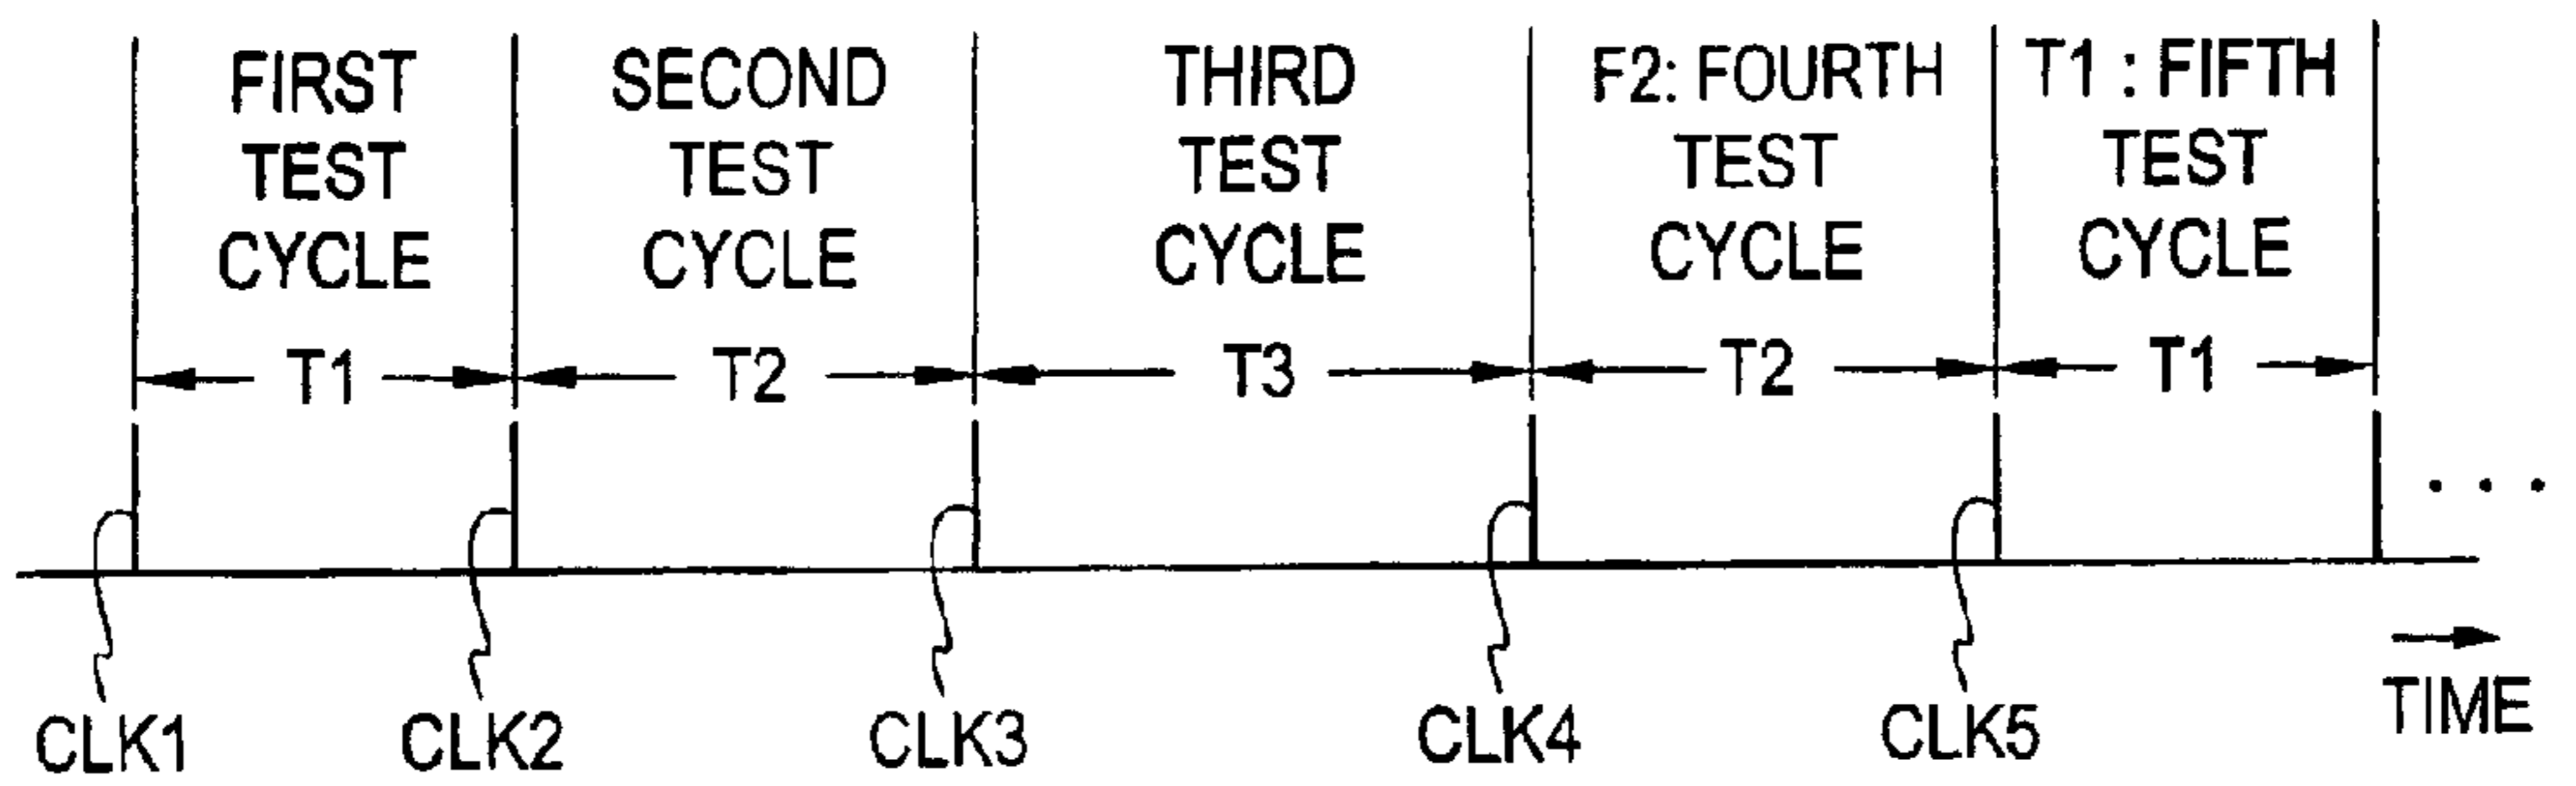 FIRST
TEST
CYCLE
SECOND
TEST
CYCLE
THIRD
TEST
CYCLE
F2: FOURTH
TEST
CYCLE
T1 : FIFTH
TEST
CYCLE
T1
T2
T3
T2
T1
. . .
CLK1
CLK2
CLK3
CLK4
CLK5
TIME